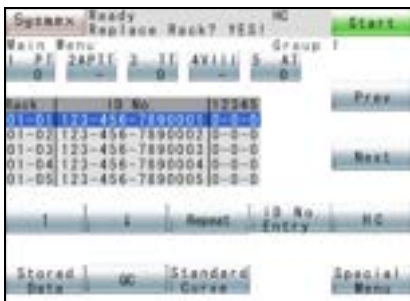 Sysmex Ready HC Start
Replace Rack? YES!
Main Menu Group 1
1 PT 2APTT 3 TT 4VIII 5 AT
0 - 0 - 0
Rack ID No 12345
01-01 123-456-7890001 0-0-0
01-02 123-456-7890002 0-0-0
01-03 123-456-7890003 0-0-0
01-04 123-456-7890004 0-0-0
01-05 123-456-7890005 0-0-0
Prev
Next
↑ ↓ Repeat ID No Entry HC
Stored Data QC Standard Curve Special Menu